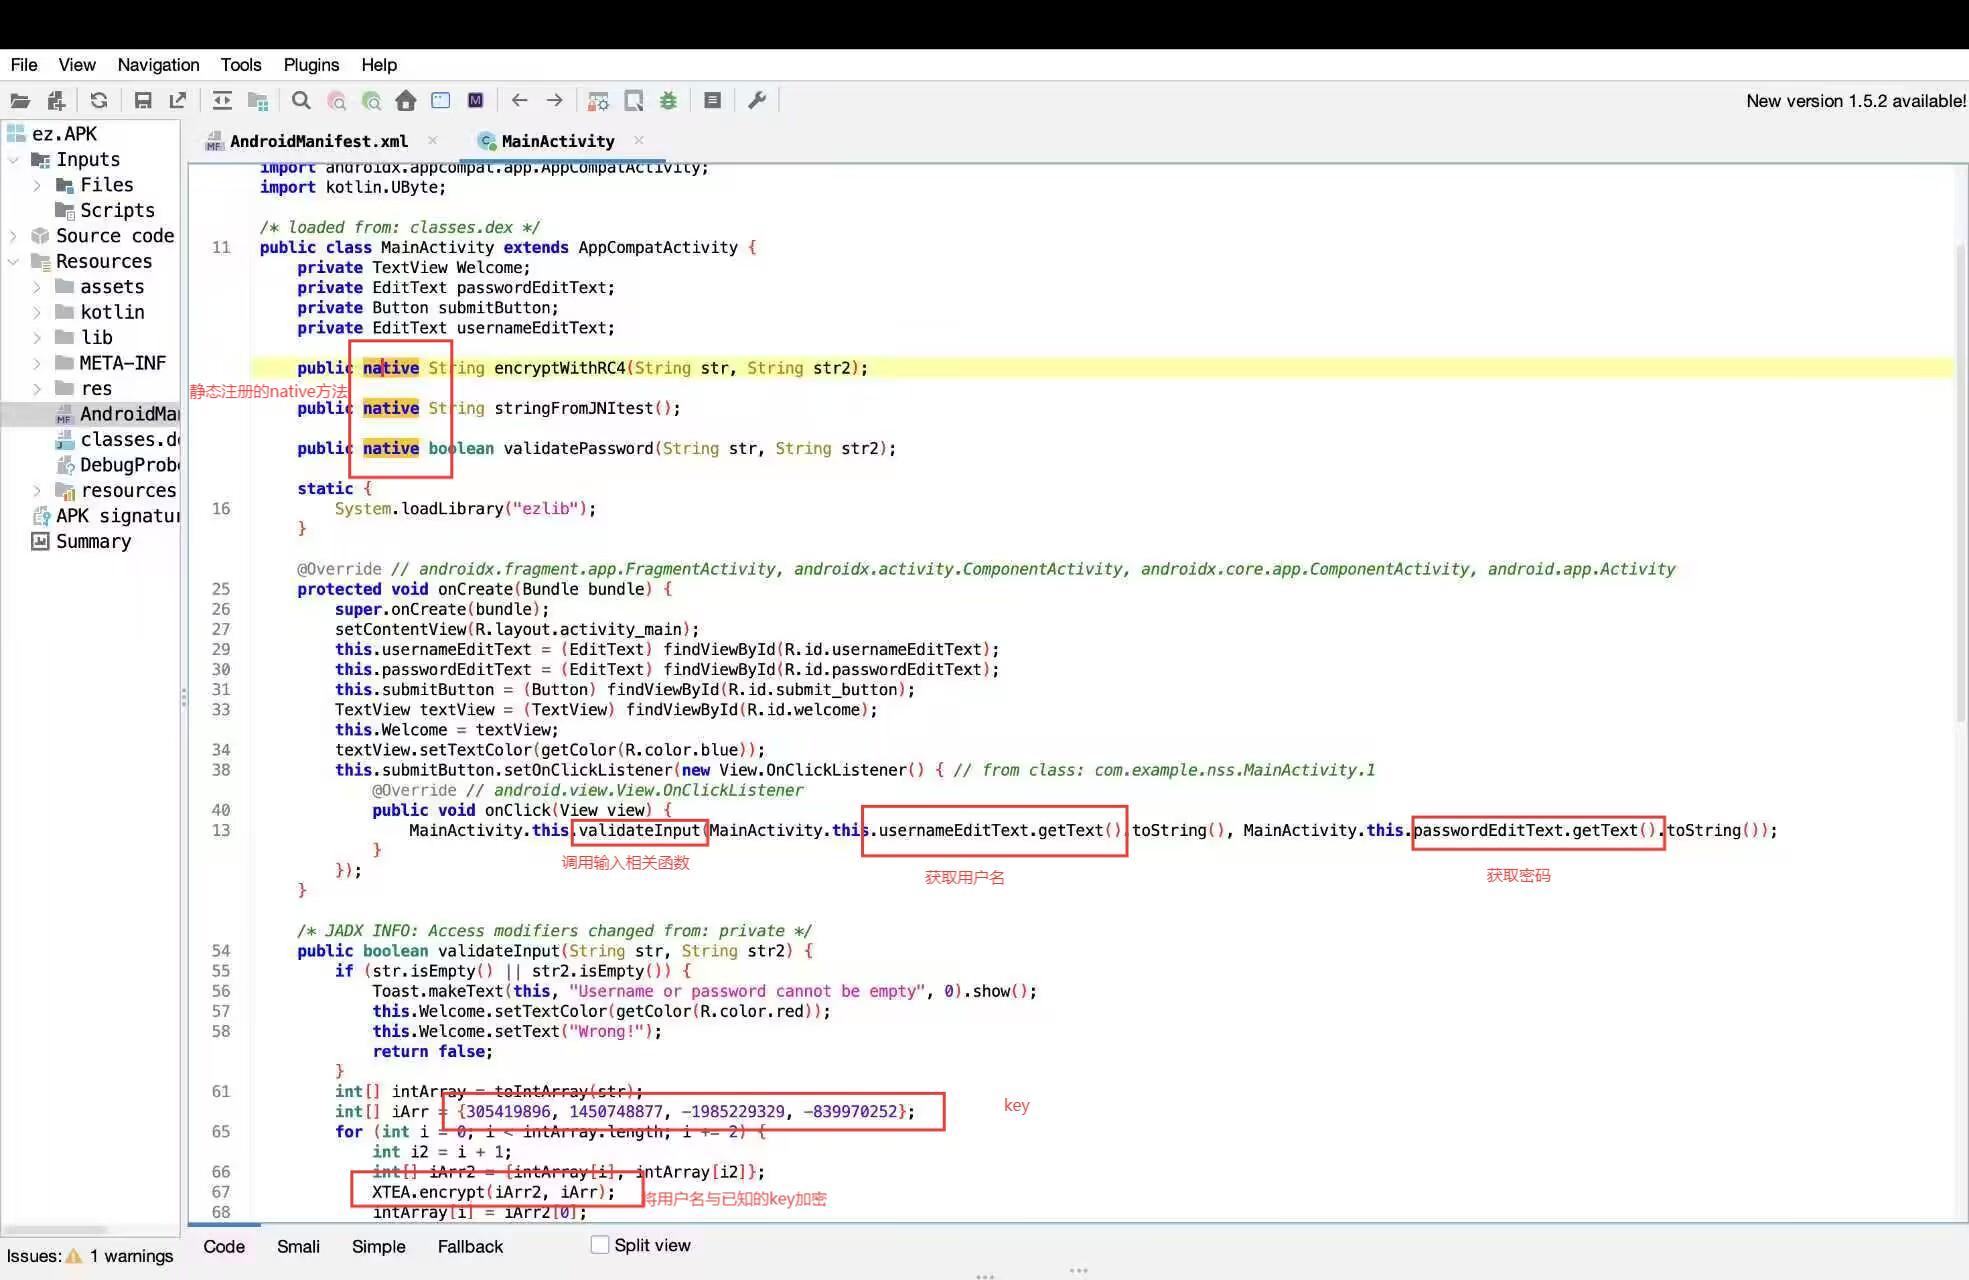 File View Navigation Tools Plugins Help
New version 1.5.2 available!
ez.APK
Inputs
Files
Scripts
Source code
Resources
assets
kotlin
lib
META-INF
res
AndroidMa
classes.d
DebugProb
resources
APK signatu
Summary
Issues: 1 warnings
AndroidManifest.xml
MainActivity
import androidx.appcompat.app.AppCompatActivity;
import kotlin.UByte;
/* loaded from: classes.dex */
11 public class MainActivity extends AppCompatActivity {
private TextView Welcome;
private EditText passwordEditText;
private Button submitButton;
private EditText usernameEditText;
public native String encryptWithRC4(String str, String str2);
静态注册的native方法
public native String stringFromJNItest();
public native boolean validatePassword(String str, String str2);
static {
16 System.loadLibrary("ezlib");
}
@Override // androidx.fragment.app.FragmentActivity, androidx.activity.ComponentActivity, androidx.core.app.ComponentActivity, android.app.Activity
25 protected void onCreate(Bundle bundle) {
26 super.onCreate(bundle);
27 setContentView(R.layout.activity_main);
29 this.usernameEditText = (EditText) findViewById(R.id.usernameEditText);
30 this.passwordEditText = (EditText) findViewById(R.id.passwordEditText);
31 this.submitButton = (Button) findViewById(R.id.submit_button);
33 TextView textView = (TextView) findViewById(R.id.welcome);
this.Welcome = textView;
34 textView.setTextColor(getColor(R.color.blue));
38 this.submitButton.setOnClickListener(new View.OnClickListener() { // from class: com.example.nss.MainActivity.1
@Override // android.view.View.OnClickListener
40 public void onClick(View view) {
13 MainActivity.this.validateInput(MainActivity.this.usernameEditText.getText().toString(), MainActivity.this.passwordEditText.getText().toString());
}
调用输入相关函数 获取用户名 获取密码
});
}
/* JADX INFO: Access modifiers changed from: private */
54 public boolean validateInput(String str, String str2) {
55 if (str.isEmpty() || str2.isEmpty()) {
56 Toast.makeText(this, "Username or password cannot be empty", 0).show();
57 this.Welcome.setTextColor(getColor(R.color.red));
58 this.Welcome.setText("Wrong!");
return false;
}
61 int[] intArray = toIntArray(str);
int[] iArr = {305419896, 1450748877, -1985229329, -839970252}; key
65 for (int i = 0; i < intArray.length; i += 2) {
int i2 = i + 1;
66 int[] iArr2 = {intArray[i], intArray[i2]};
67 XTEA.encrypt(iArr2, iArr); 将用户名与已知的key加密
68 intArray[i] = iArr2[0];
Code Smali Simple Fallback Split view